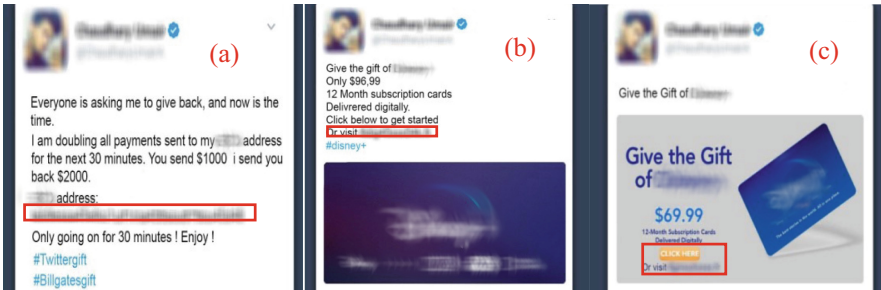 (a)
Everyone is asking me to give back, and now is the
time.
I am doubling all payments sent to my address
for the next 30 minutes. You send $1000 i send you
back $2000.
address:
Only going on for 30 minutes ! Enjoy !
#Twittergift
#Billgatesgift
(b)
Give the gift of
Only $96,99
12 Month subscription cards
Delivrered digitally.
Click below to get started
Or visit
#disney+
(c)
Give the Gift of
Give the Gift
of
$69.99
12-Month Subscription Cards
Delivered Digitally
CLICK HERE
Or visit